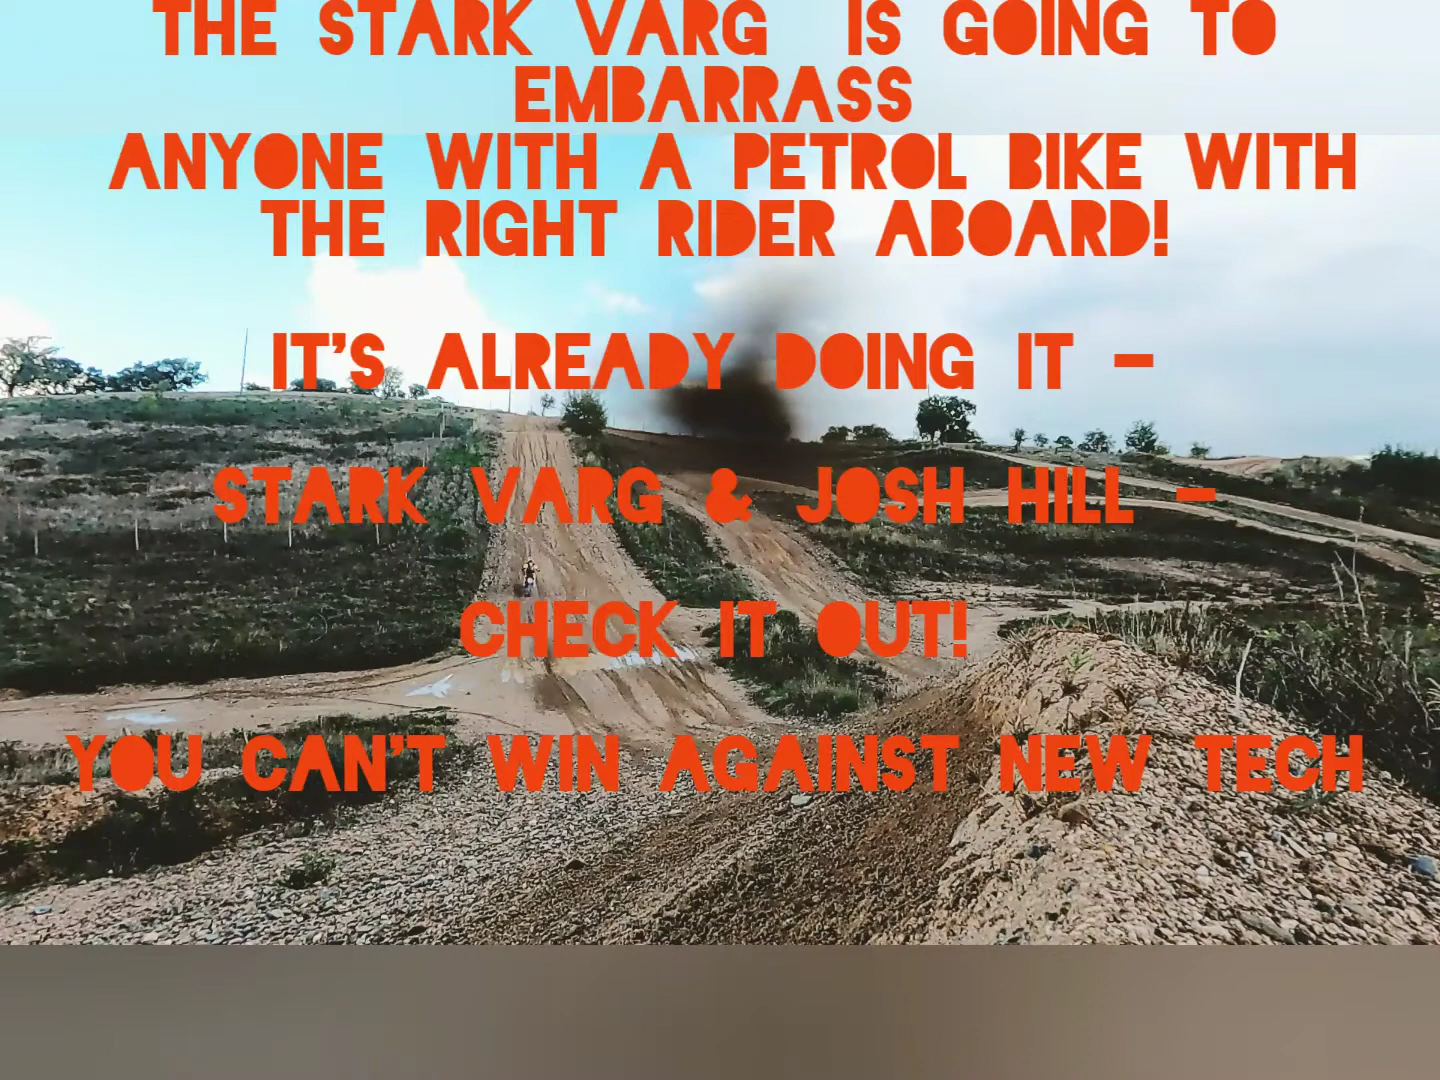 THE STARK VARG IS GOING TO
EMBARRASS
ANYONE WITH A PETROL BIKE WITH
THE RIGHT RIDER ABOARD!
IT'S ALREADY DOING IT –
STARK VARG & JOSH HILL –
CHECK IT OUT!
YOU CAN'T WIN AGAINST NEW TECH